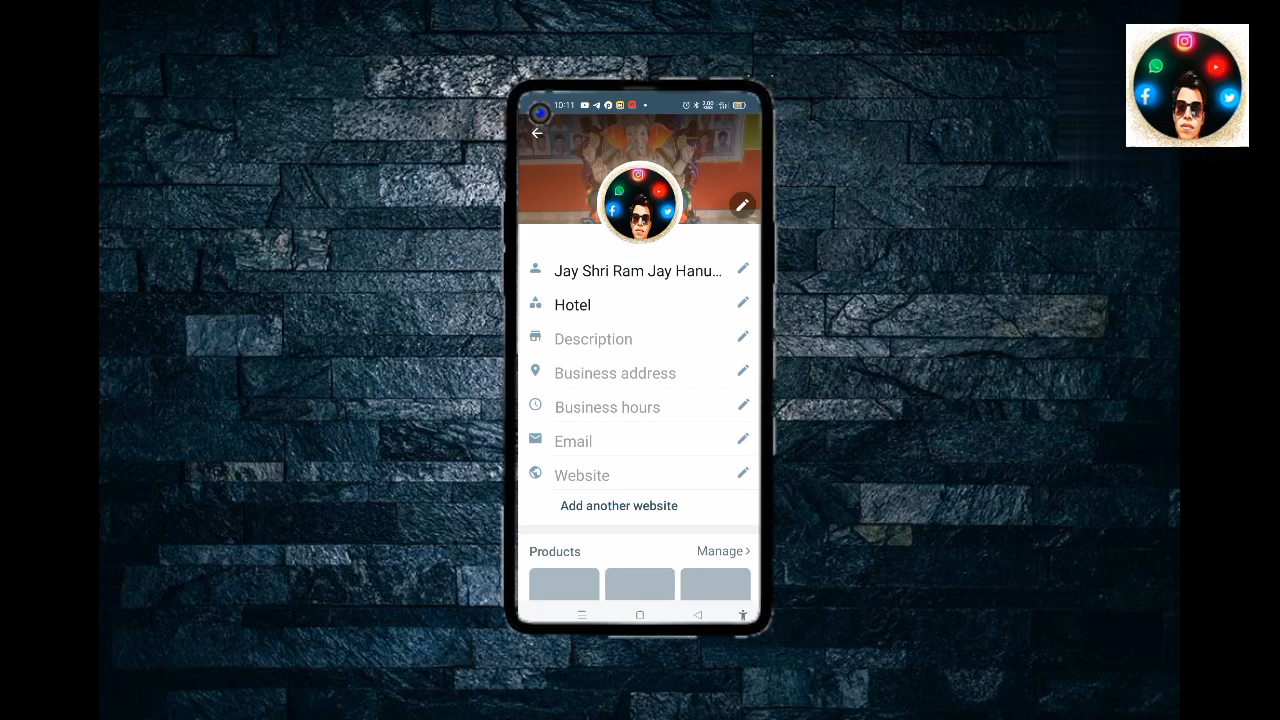 10:11
Jay Shri Ram Jay Hanu...
Hotel
Description
Business address
Business hours
Email
Website
Add another website
Products
Manage